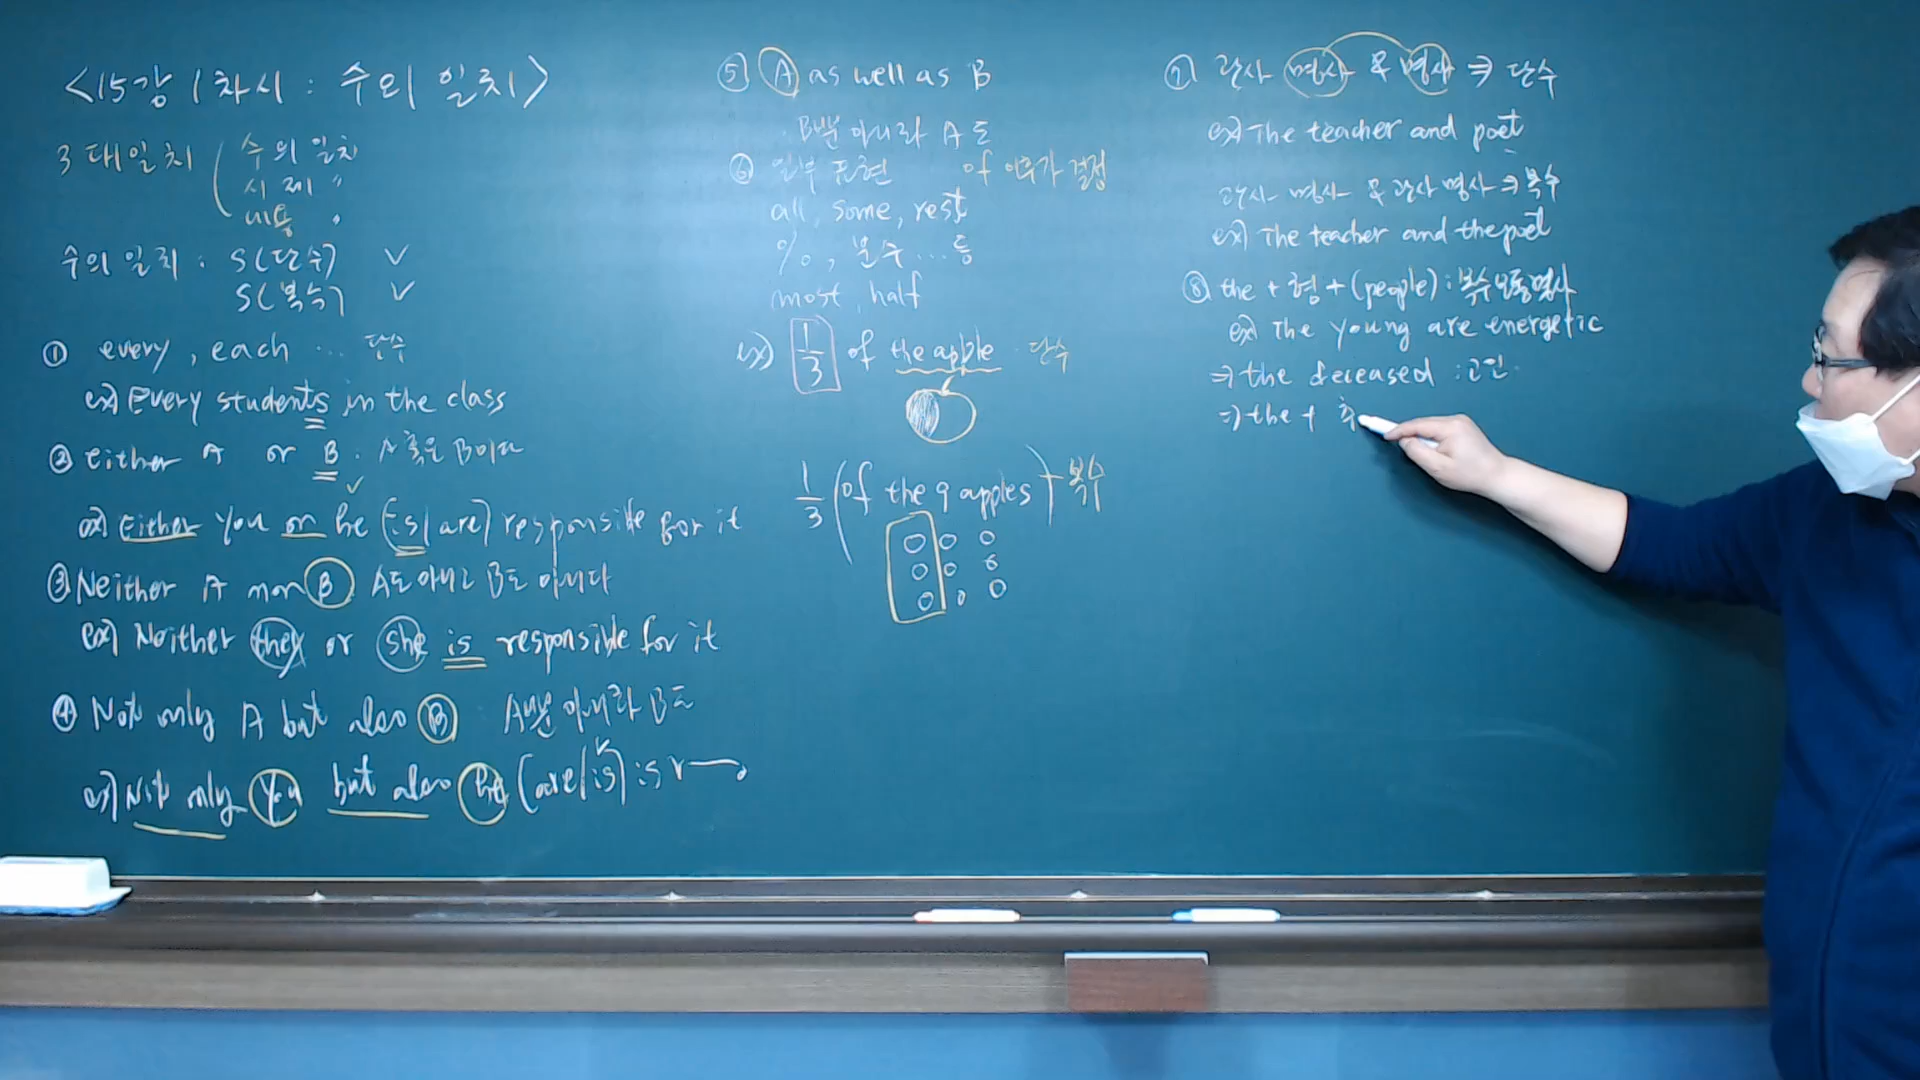 <15강 1차시 : 수의 일치>
3대일치 ( 수의 일치
시제 "
내용 "
수의 일치 : S(단수) V
S(복수) V
① every, each ... 단수
ex) Every students in the class
② Either A or B . A 혹은 B이다
ex) Either you or he (is/are) responsible for it
③ Neither A nor B A도 아니고 B도 아니다
ex) Neither they or she is responsible for it
④ Not only A but also B A뿐 아니라 B도
ex) Not only you but also he (are/is) is r
⑤ A as well as B
B뿐 아니라 A도
⑥ 일부 표현 of 이후가 결정
all, some, rest
%, 분수 ... 등
most, half
ex) 1/3 of the apple 단수
1/3 (of the 9 apples) 복수
⑦ 관사 명사 & 명사 ⇒ 단수
ex) The teacher and poet
관사 명사 & 관사 명사 ⇒ 복수
ex) The teacher and the poet
⑧ the + 형 + (people) : 복수보통명사
ex) The young are energetic
⇒ the deceased : 고인
⇒ the +